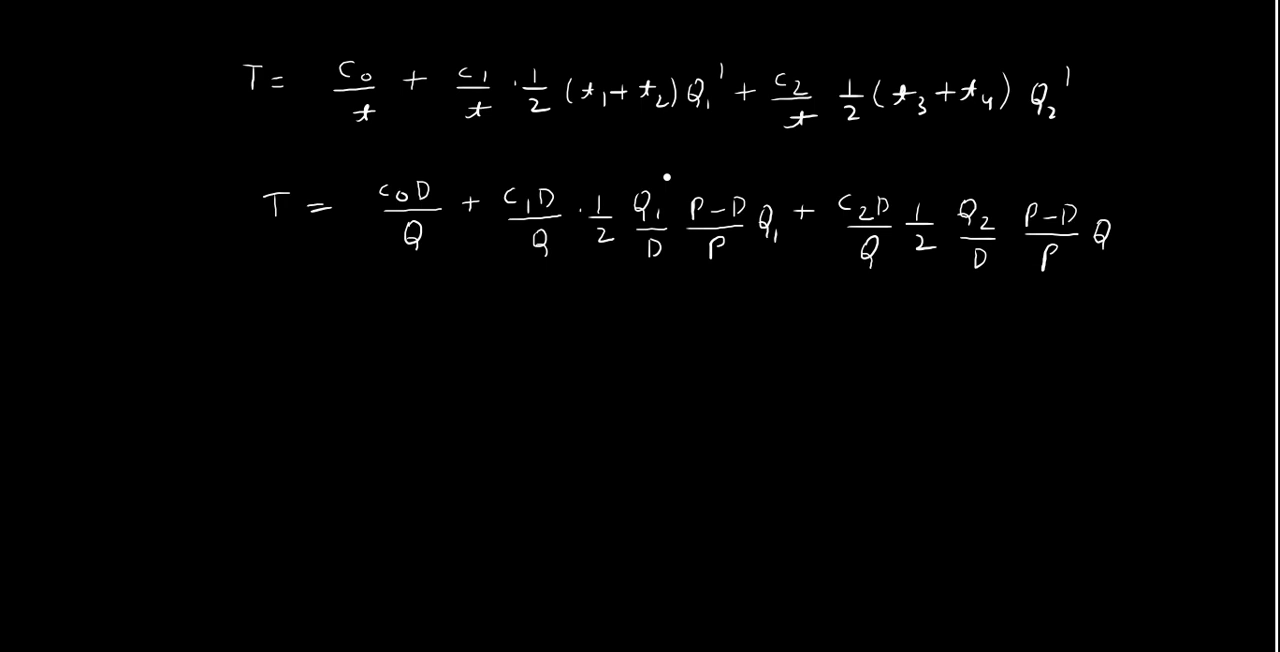 T = C₀/t + C₁/t · 1/2 (t₁+t₂) Q₁' + C₂/t 1/2 (t₃+t₄) Q₂'
T = C₀D/Q + C₁D/Q · 1/2 Q₁/D P-D/P Q₁ + C₂D/Q 1/2 Q₂/D P-D/P Q